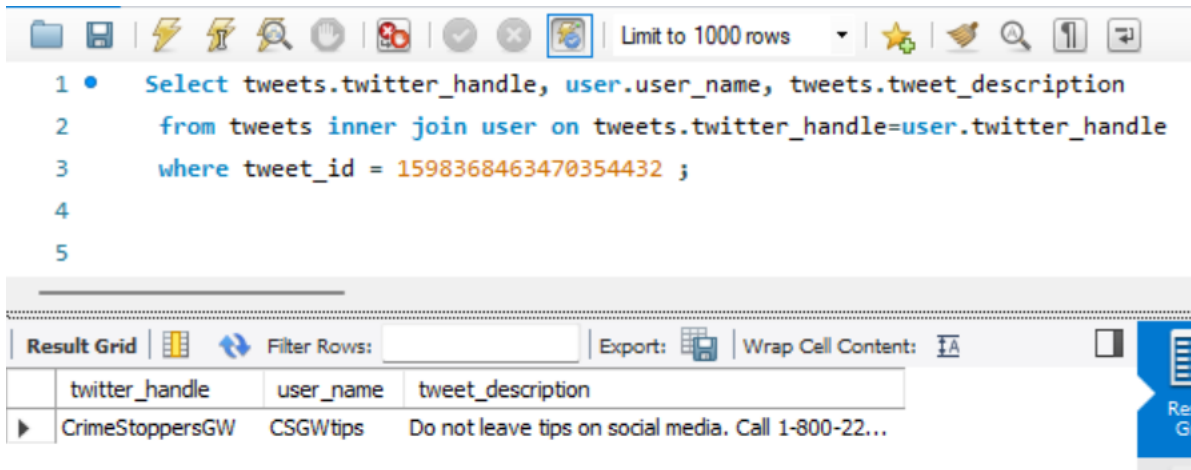 Limit to 1000 rows
1 Select tweets.twitter_handle, user.user_name, tweets.tweet_description
2 from tweets inner join user on tweets.twitter_handle=user.twitter_handle
3 where tweet_id = 1598368463470354432 ;
4
5
Result Grid Filter Rows: Export: Wrap Cell Content: IA
twitter_handle user_name tweet_description
CrimeStoppersGW CSGWtips Do not leave tips on social media. Call 1-800-22...
Re
G